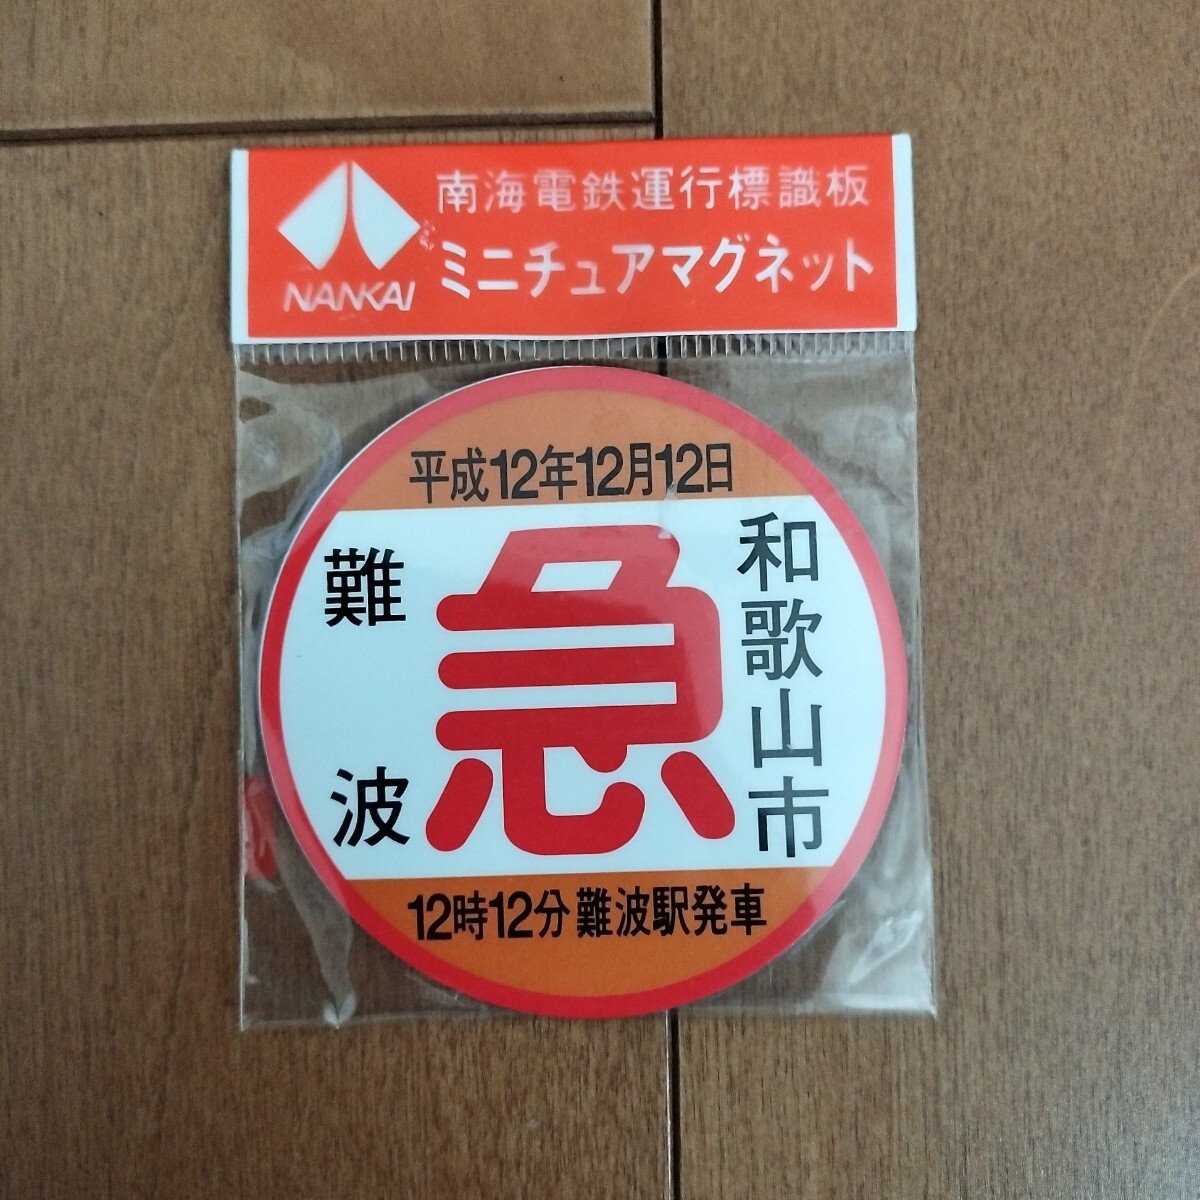 南海電鉄運行標識板
ミニチュアマグネット
NANKAI
平成12年12月12日
難波
急
和歌山市
12時12分難波駅発車